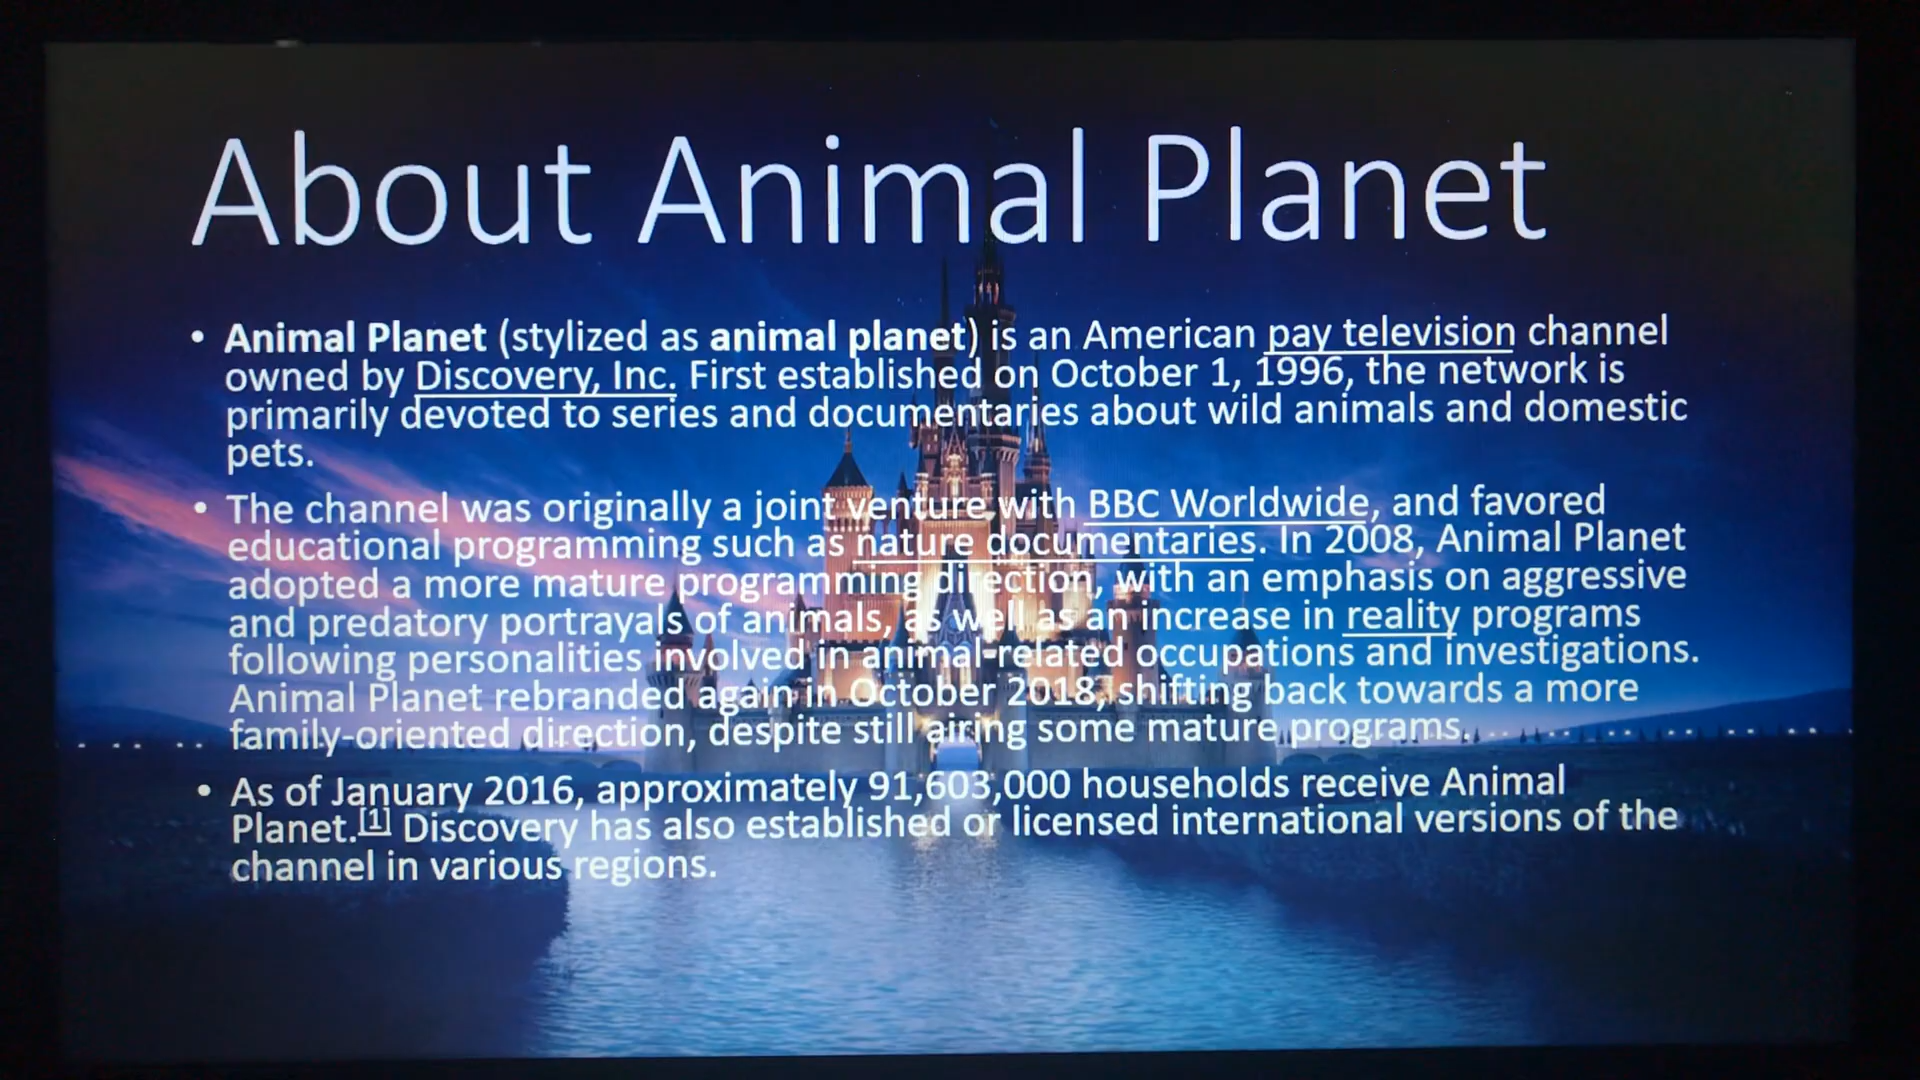 About Animal Planet
• Animal Planet (stylized as animal planet) is an American pay television channel
owned by Discovery, Inc. First established on October 1, 1996, the network is
primarily devoted to series and documentaries about wild animals and domestic
pets.
• The channel was originally a joint venture with BBC Worldwide, and favored
educational programming such as nature documentaries. In 2008, Animal Planet
adopted a more mature programming direction, with an emphasis on aggressive
and predatory portrayals of animals, as well as an increase in reality programs
following personalities involved in animal-related occupations and investigations.
Animal Planet rebranded again in October 2018, shifting back towards a more
family-oriented direction, despite still airing some mature programs.
• As of January 2016, approximately 91,603,000 households receive Animal
Planet.[1] Discovery has also established or licensed international versions of the
channel in various regions.